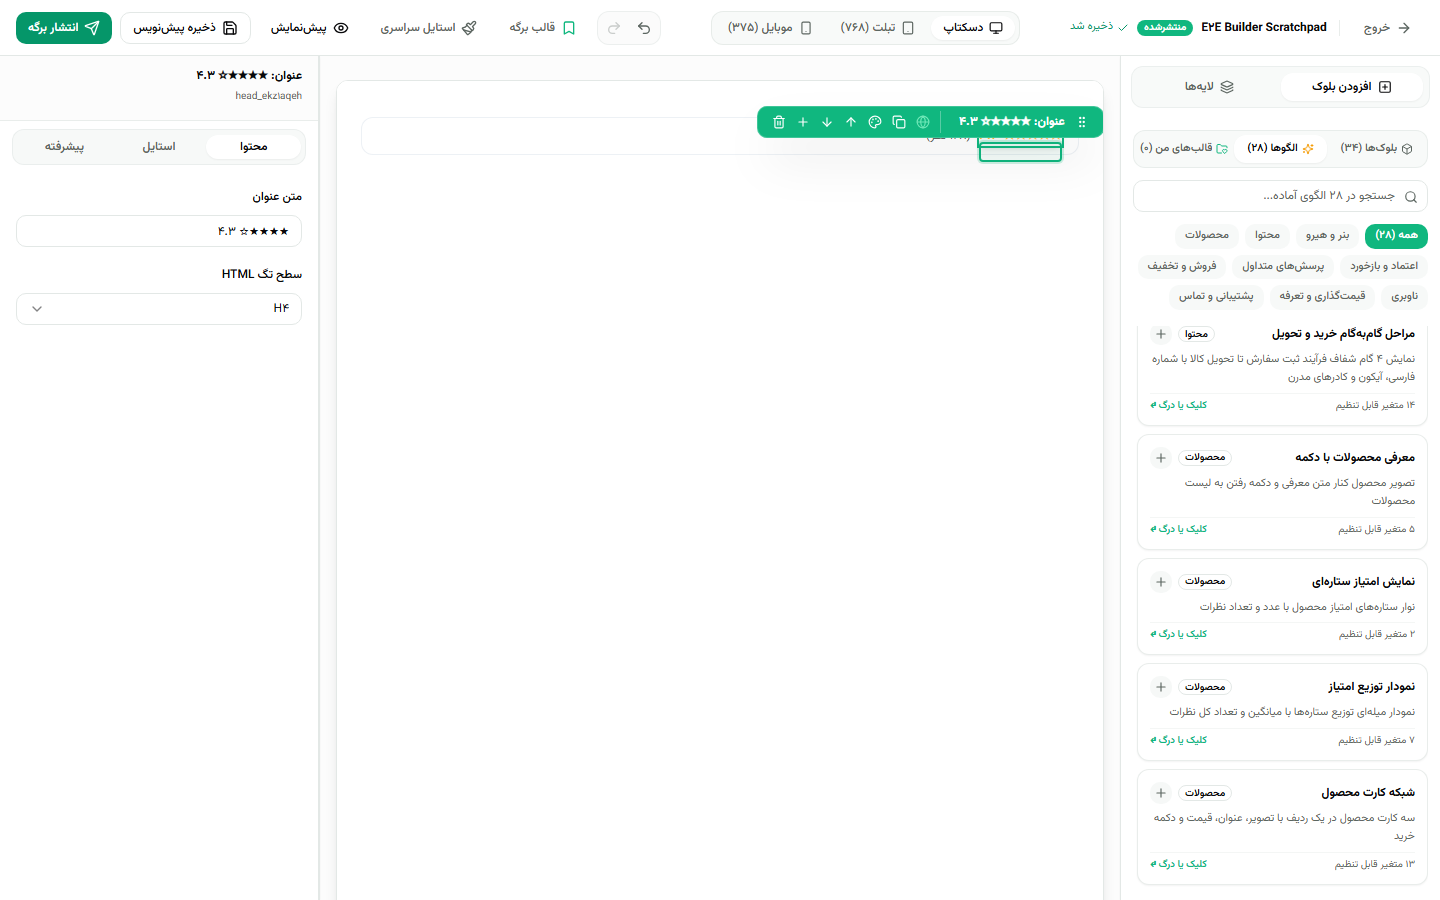 خروج
E2E Builder Scratchpad
منتشرشده
ذخیره شد
دسکتاپ
تبلت (۷۶۸)
موبایل (۳۷۵)
قالب برگه
استایل سراسری
پیش‌نمایش
ذخیره پیش‌نویس
انتشار برگه
افزودن بلوک
لایه‌ها
بلوک‌ها (۳۴)
الگوها (۲۸)
قالب‌های من (۰)
جستجو در ۲۸ الگوی آماده...
همه (۲۸)
بنر و هیرو
محتوا
محصولات
اعتماد و بازخورد
پرسش‌های متداول
فروش و تخفیف
ناوبری
قیمت‌گذاری و تعرفه
پشتیبانی و تماس
مراحل گام‌به‌گام خرید و تحویل
محتوا
نمایش ۴ گام شفاف فرآیند ثبت سفارش تا تحویل کالا با شماره
فارسی، آیکون و کادرهای مدرن
۱۴ متغیر قابل تنظیم
کلیک یا درگ
معرفی محصولات با دکمه
محصولات
تصویر محصول کنار متن معرفی و دکمه رفتن به لیست
محصولات
۵ متغیر قابل تنظیم
کلیک یا درگ
نمایش امتیاز ستاره‌ای
محصولات
نوار ستاره‌های امتیاز محصول با عدد و تعداد نظرات
۲ متغیر قابل تنظیم
کلیک یا درگ
نمودار توزیع امتیاز
محصولات
نمودار میله‌ای توزیع ستاره‌ها با میانگین و تعداد کل نظرات
۷ متغیر قابل تنظیم
کلیک یا درگ
شبکه کارت محصول
محصولات
سه کارت محصول در یک ردیف با تصویر، عنوان، قیمت و دکمه
خرید
۱۳ متغیر قابل تنظیم
کلیک یا درگ
عنوان: ★★★★☆ ۴.۳
عنوان: ★★★★☆ ۴.۳
head_ekz1aqeh
محتوا
استایل
پیشرفته
متن عنوان
★★★★☆ ۴.۳
سطح تگ HTML
H۴